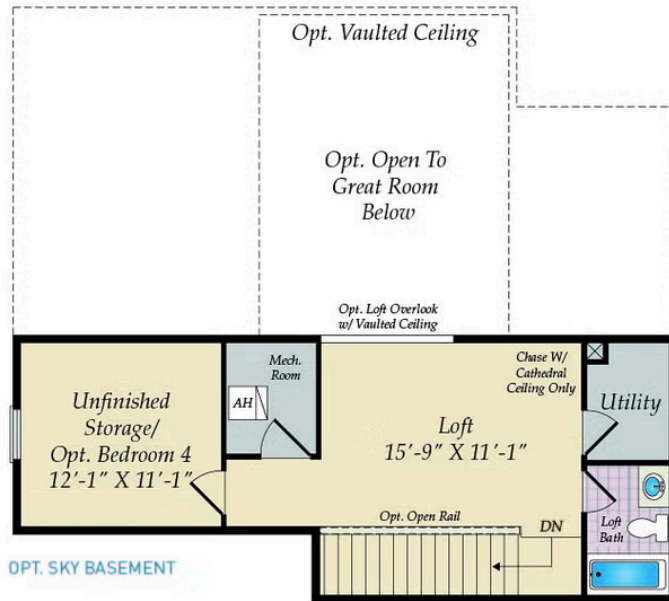 Opt. Vaulted Ceiling
Opt. Open To
Great Room
Below
Opt. Loft Overlook
w/ Vaulted Ceiling
Mech.
Room
AH
Chase W/
Cathedral
Ceiling Only
Utility
Unfinished
Storage/
Opt. Bedroom 4
12'-1" X 11'-1"
Loft
15'-9" X 11'-1"
Opt. Open Rail
DN
Loft
Bath
OPT. SKY BASEMENT